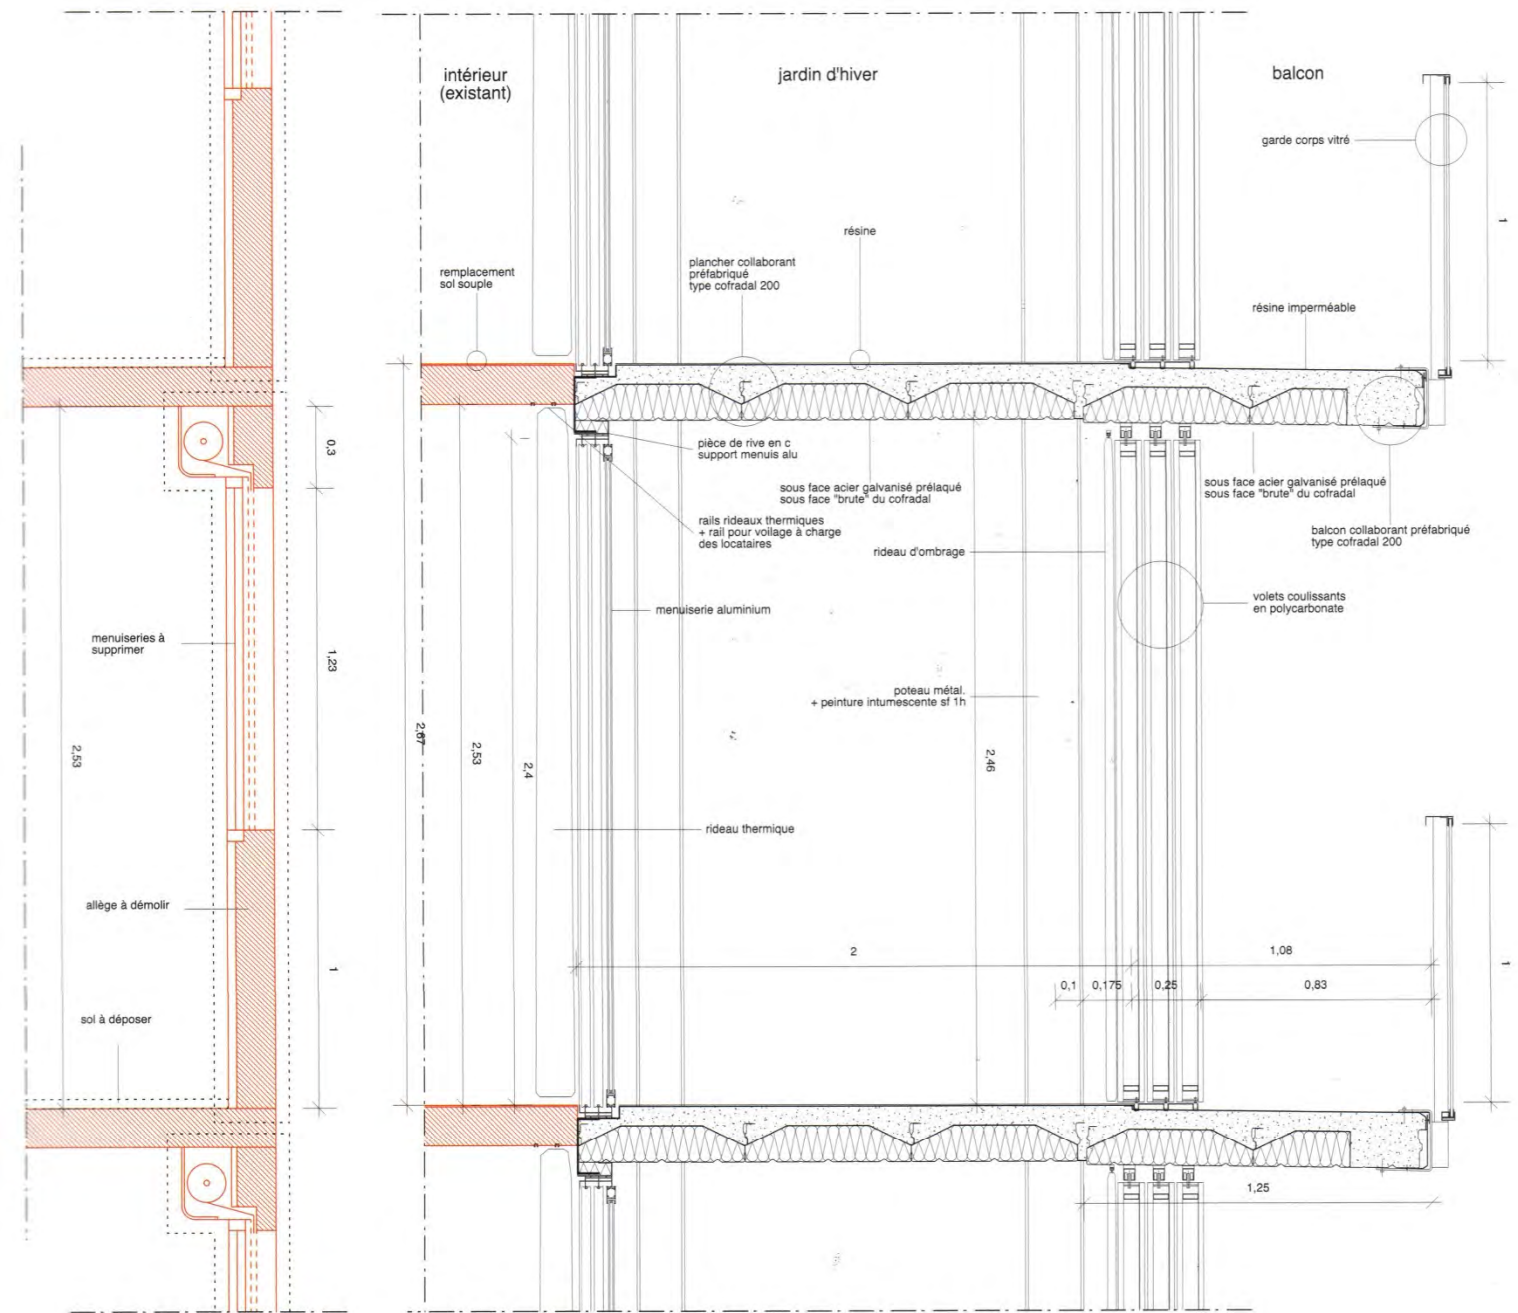 intérieur
(existant)
jardin d'hiver
balcon
garde corps vitré
1
résine
plancher collaborant
préfabriqué
type cofradal 200
remplacement
sol souple
résine imperméable
0,3
pièce de rive en c
support menuis alu
sous face acier galvanisé prélaqué
sous face "brute" du cofradal
sous face acier galvanisé prélaqué
sous face "brute" du cofradal
rails rideaux thermiques
+ rail pour voilage à charge
des locataires
rideau d'ombrage
balcon collaborant préfabriqué
type cofradal 200
volets coulissants
en polycarbonate
menuiserie aluminium
menuiseries à
supprimer
1,23
poteau métal.
+ peinture intumescente sf 1h
2,53
2,67
2,53
2,4
2,46
rideau thermique
allège à démolir
1
2
1,08
1
0,1
0,175
0,25
0,83
sol à déposer
1,25